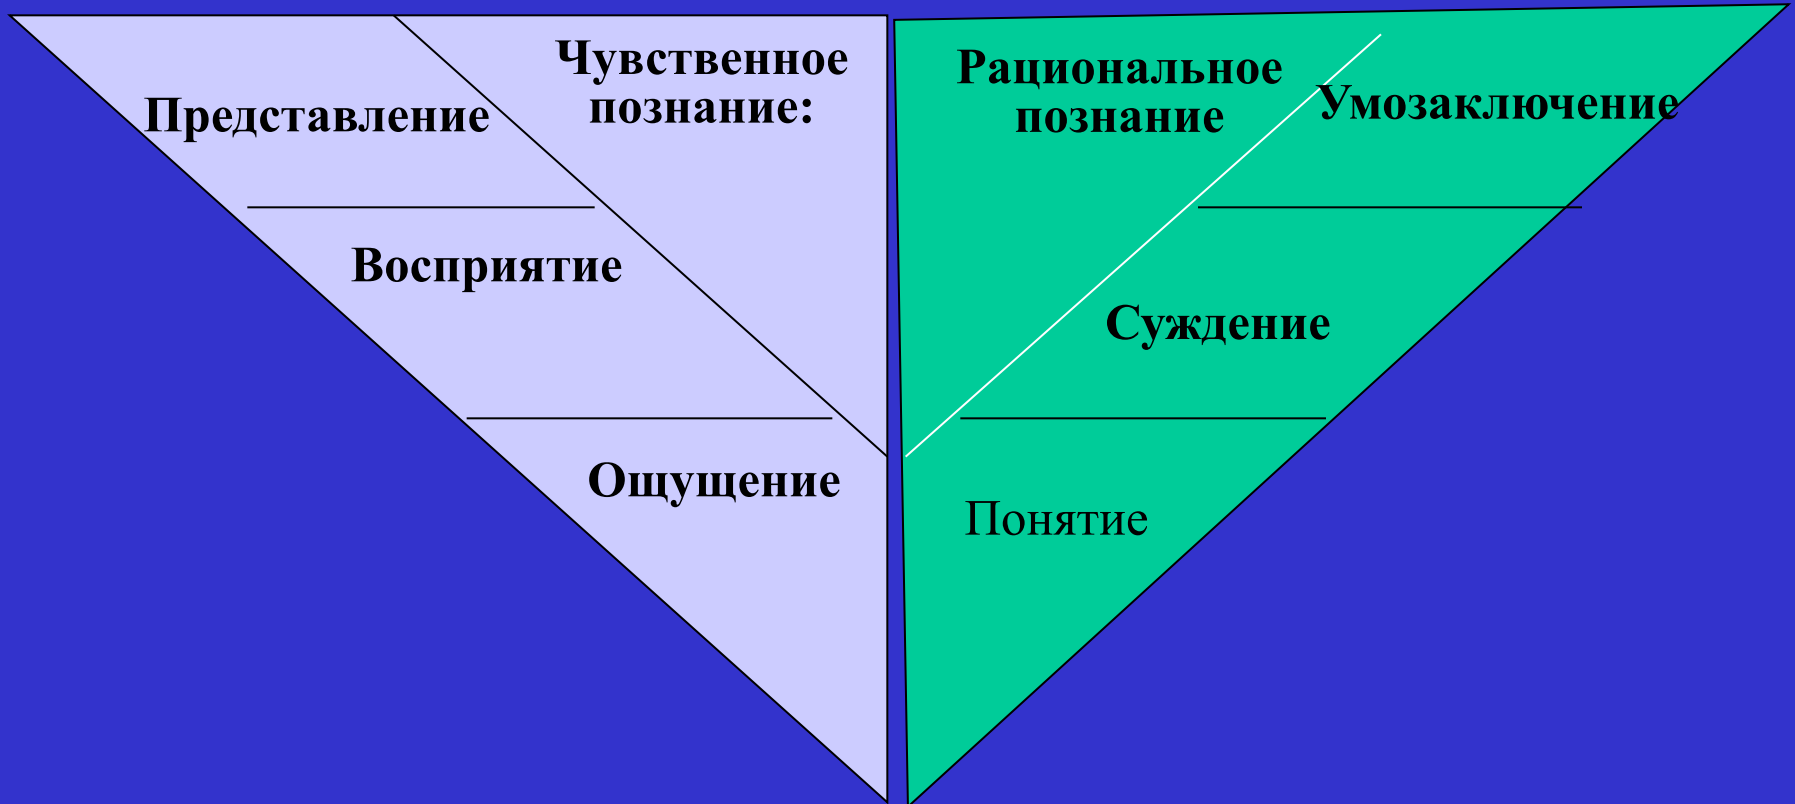 Чувственное
познание:
Представление
Восприятие
Ощущение
Рациональное
познание
Умозаключение
Суждение
Понятие